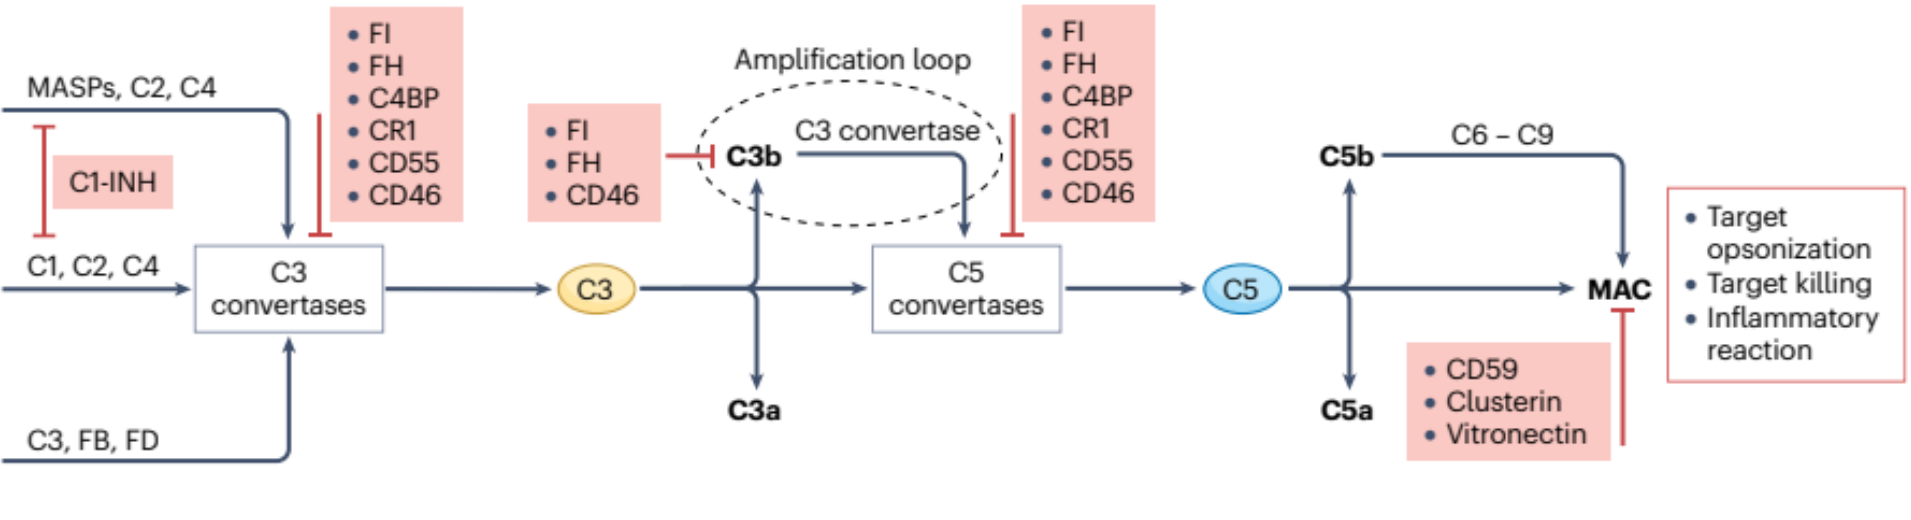 MASPs, C2, C4
C1-INH
C1, C2, C4
C3, FB, FD
• FI
• FH
• C4BP
• CR1
• CD55
• CD46
C3
convertases
C3
• FI
• FH
• CD46
Amplification loop
C3b
C3 convertase
C3a
• FI
• FH
• C4BP
• CR1
• CD55
• CD46
C5
convertases
C5
C5b
C6 – C9
C5a
MAC
• CD59
• Clusterin
• Vitronectin
• Target
opsonization
• Target killing
• Inflammatory
reaction